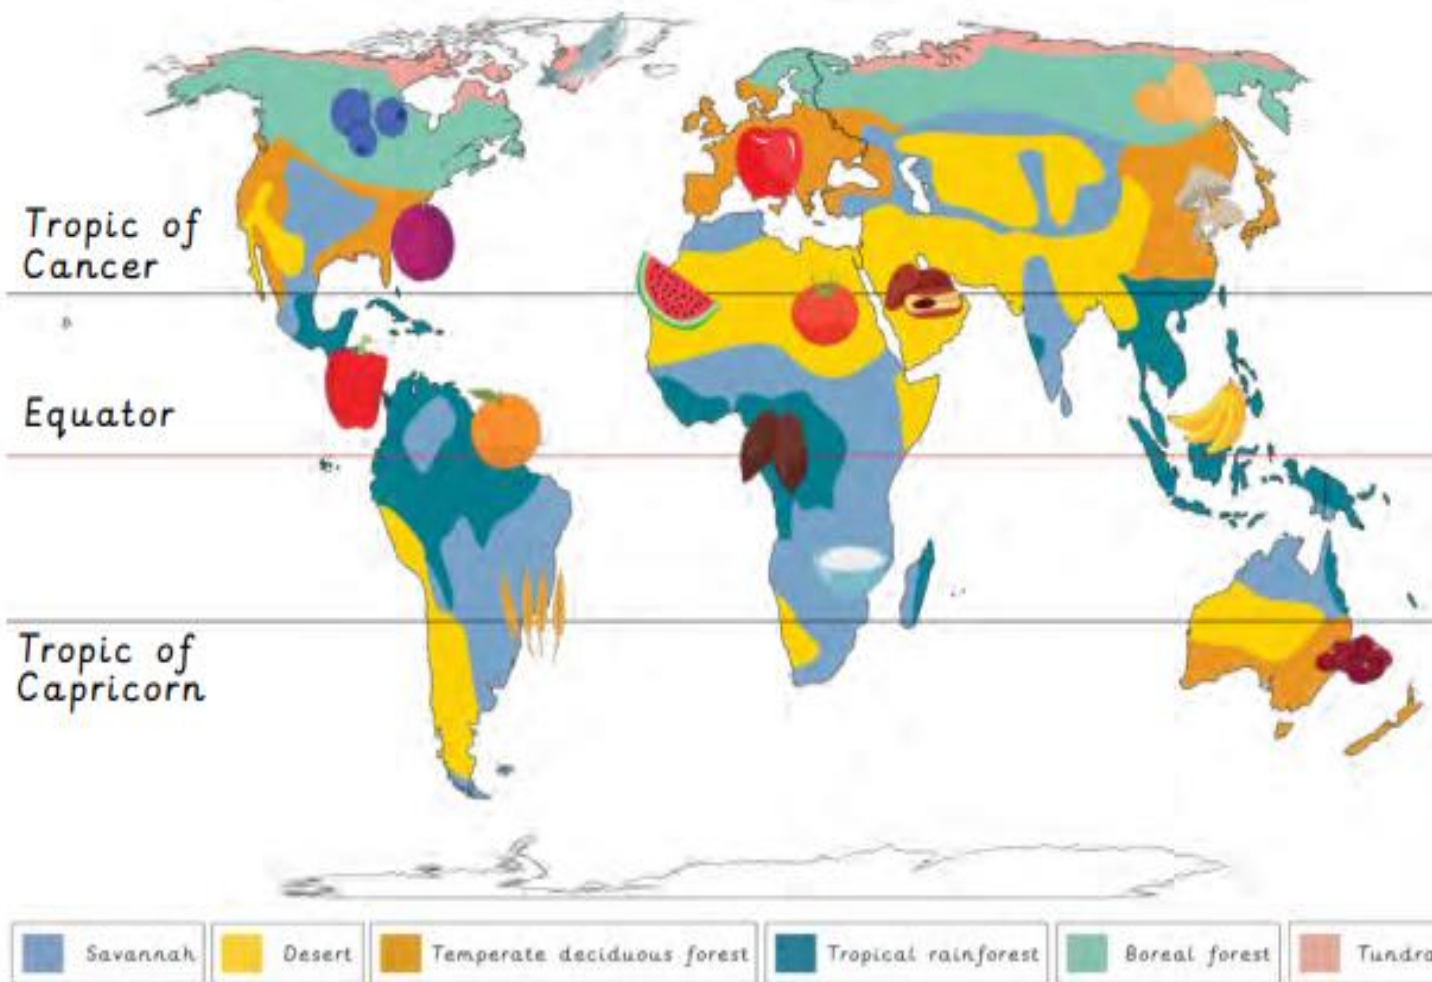 Tropic of
Cancer
Equator
Tropic of
Capricorn
Savannah
Desert
Temperate deciduous forest
Tropical rainforest
Boreal forest
Tundra